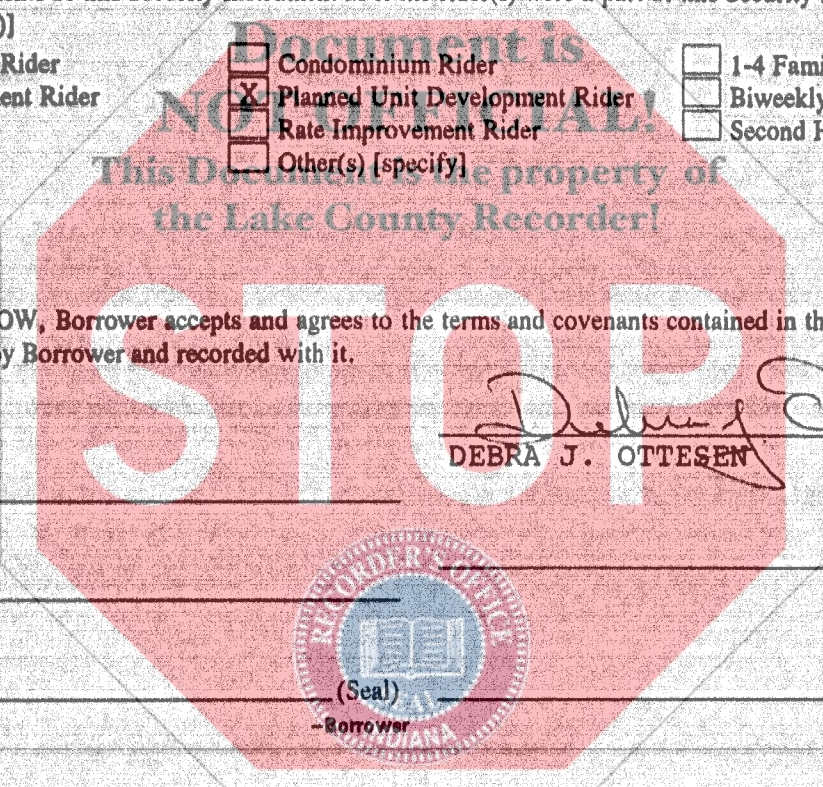 )]
Document is
Rider Condominium Rider 1-4 Fami
ent Rider X Planned Unit Development Rider Biweekly
NOT OFFICIAL!
Rate Improvement Rider Second H
Other(s) [specify]
This Document is the property of
the Lake County Recorder!
OW, Borrower accepts and agrees to the terms and covenants contained in th
by Borrower and recorded with it.
STOP
DEBRA J. OTTESEN
RECORDER'S OFFICE
(Seal)
SEAL
-Borrower
INDIANA